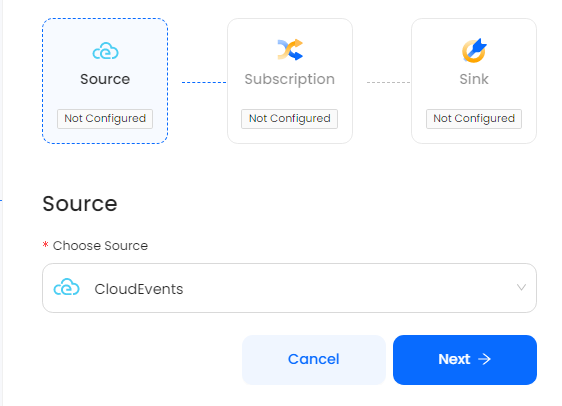 Source
Subscription
Sink
Not Configured
Not Configured
Not Configured
Source
* Choose Source
CloudEvents
Cancel
Next →